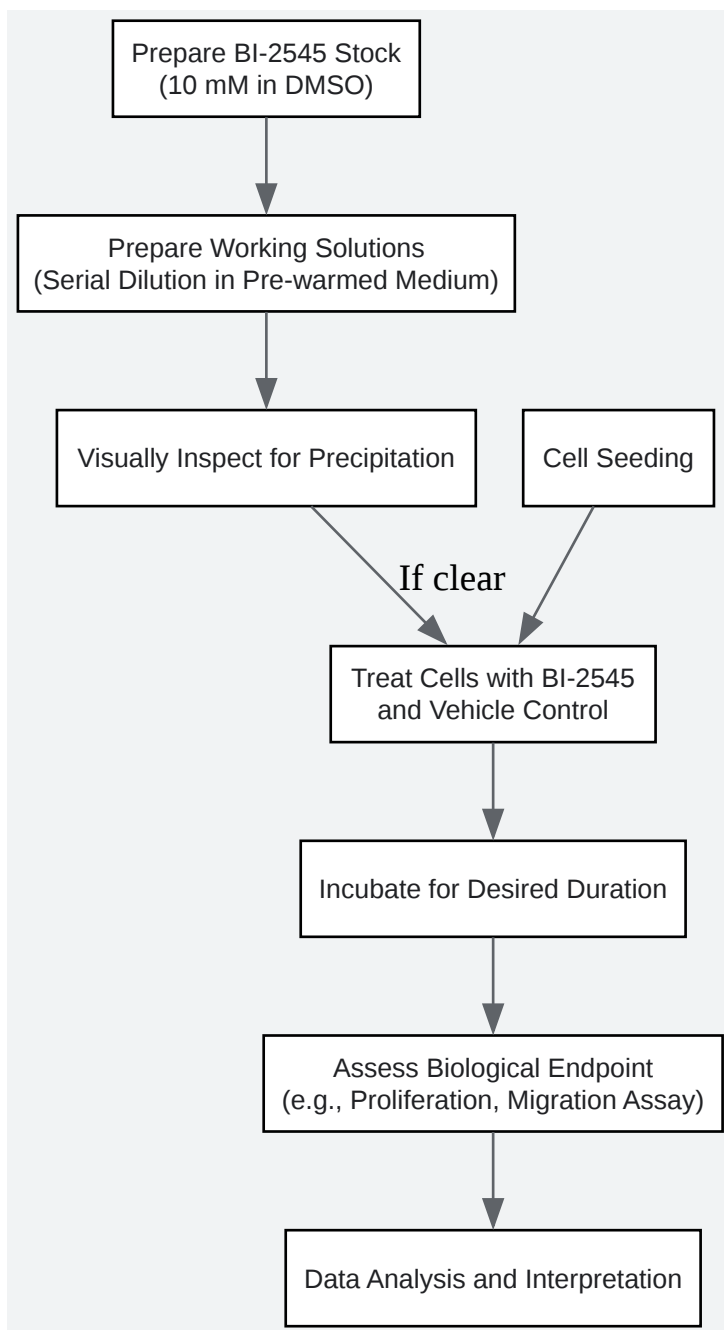 Prepare BI-2545 Stock
(10 mM in DMSO)
Prepare Working Solutions
(Serial Dilution in Pre-warmed Medium)
Visually Inspect for Precipitation
Cell Seeding
If clear
Treat Cells with BI-2545
and Vehicle Control
Incubate for Desired Duration
Assess Biological Endpoint
(e.g., Proliferation, Migration Assay)
Data Analysis and Interpretation